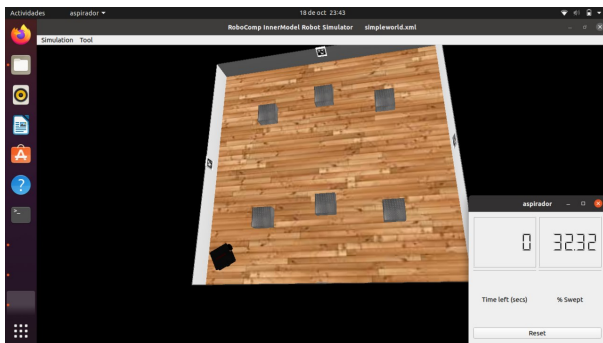 Actividades
aspirador
18 de oct 23:43
RoboComp InnerModel Robot Simulator simpleworld.xml
Simulation Tool
aspirador
0
32.32
Time left (secs)
% Swept
Reset